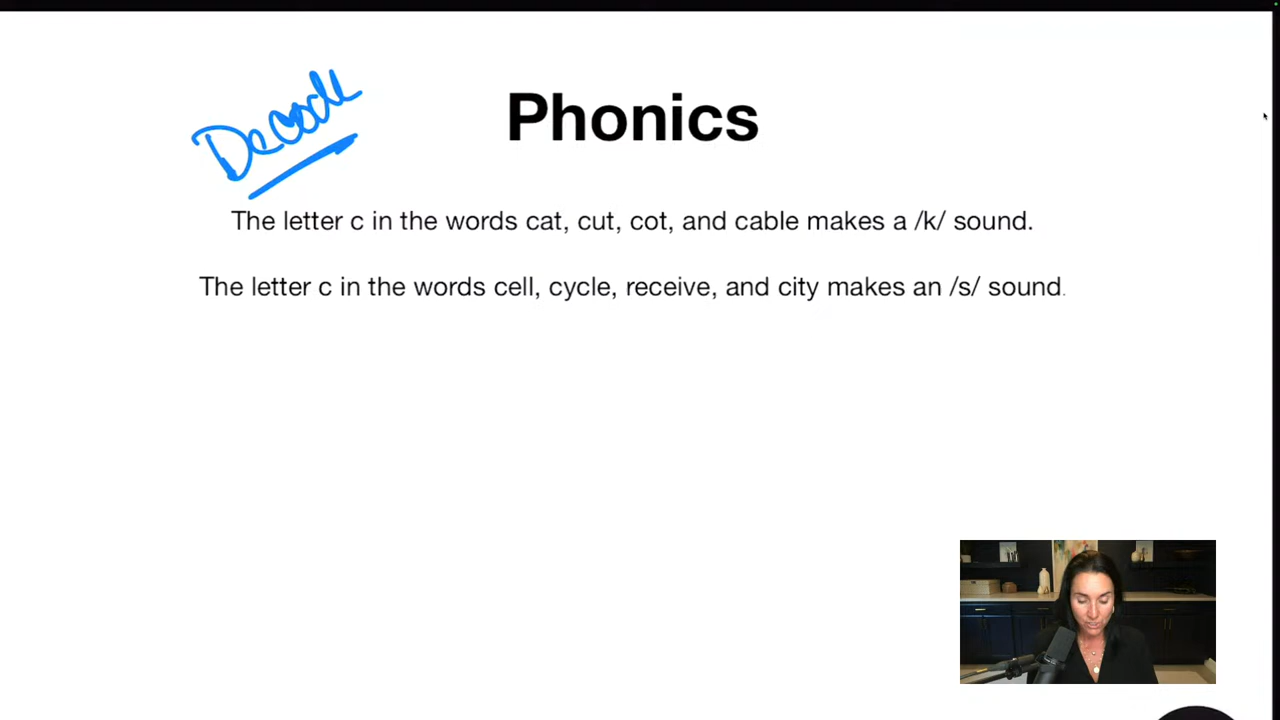 Decode
Phonics
The letter c in the words cat, cut, cot, and cable makes a /k/ sound.
The letter c in the words cell, cycle, receive, and city makes an /s/ sound.